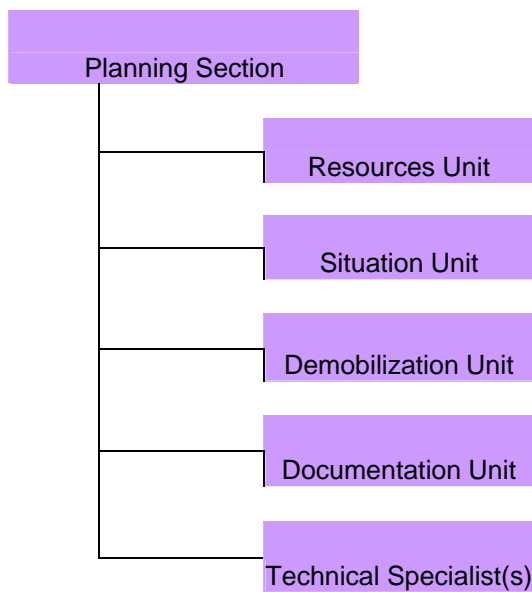 Planning Section
Resources Unit
Situation Unit
Demobilization Unit
Documentation Unit
Technical Specialist(s)